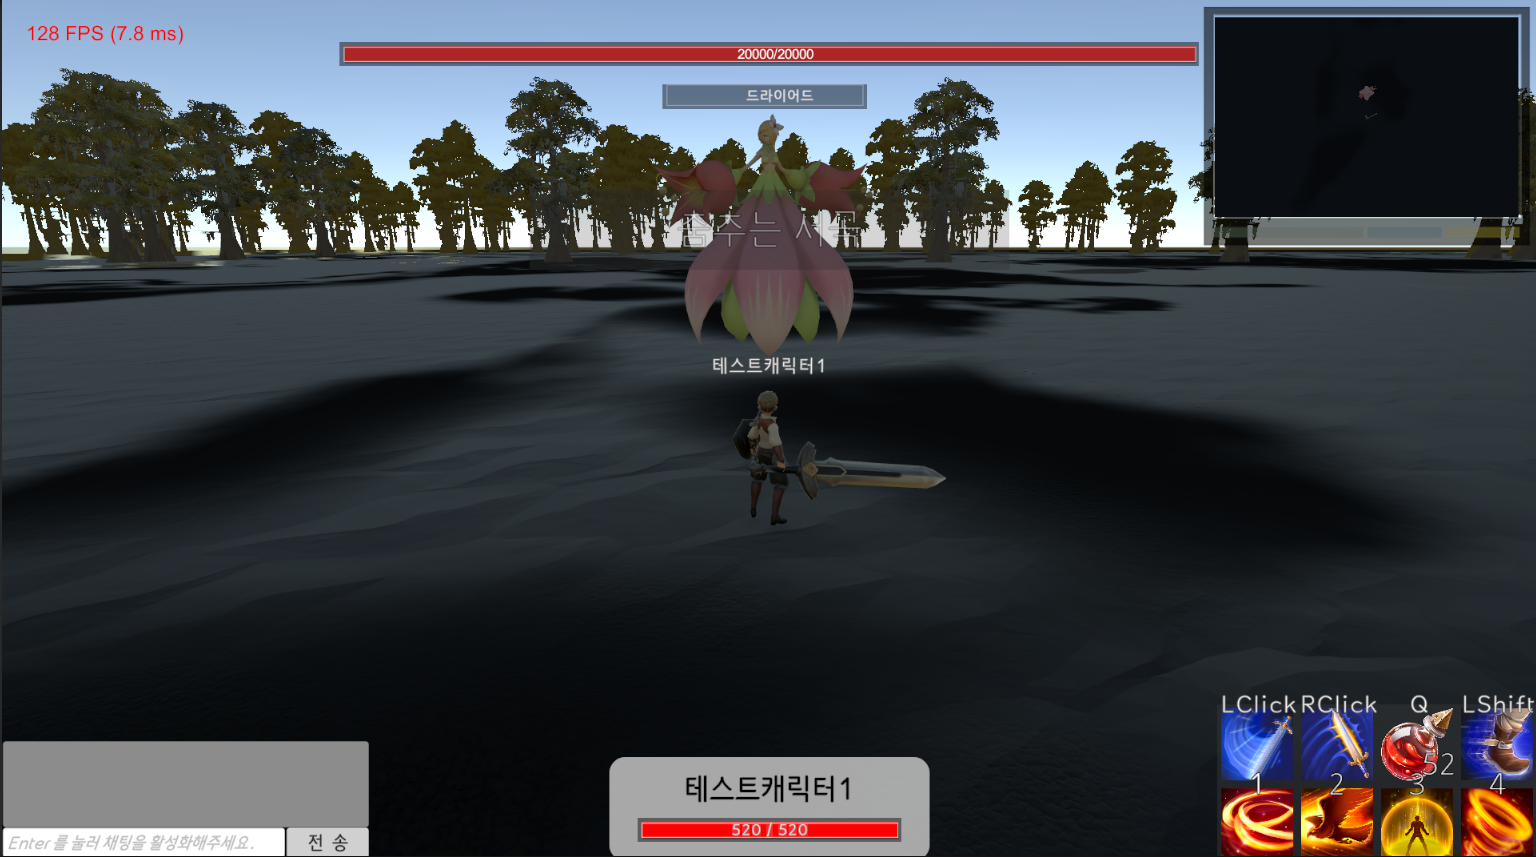 128 FPS (7.8 ms)
20000/20000
드라이어드
춤추는 서목
테스트캐릭터1
LClick RClick Q LShift
52
1 2 3 4
테스트캐릭터1
520 / 520
Enter 를 눌러 채팅을 활성화해주세요.
전 송